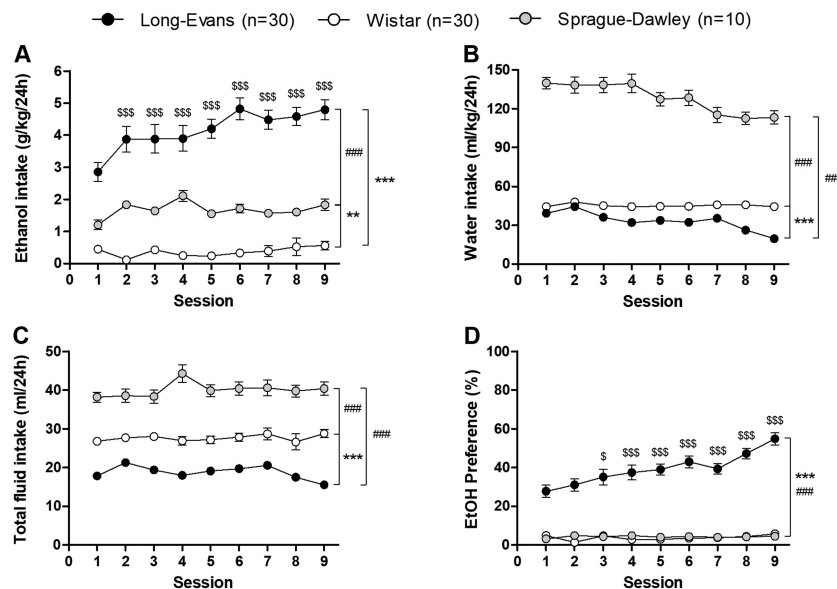 Long-Evans (n=30) Wistar (n=30) Sprague-Dawley (n=10)
A
Ethanol intake (g/kg/24h)
6
5
4
3
2
1
0
$$$ $$$ $$$ $$$ $$$ $$$ $$$ $$$
###
**
***
0 1 2 3 4 5 6 7 8 9
Session
B
Water intake (ml/kg/24h)
150
120
90
60
30
0
###
***
##
0 1 2 3 4 5 6 7 8 9
Session
C
Total fluid intake (ml/24h)
50
40
30
20
10
0
###
***
###
0 1 2 3 4 5 6 7 8 9
Session
D
EtOH Preference (%)
100
80
60
40
20
0
$ $$$ $$$ $$$ $$$ $$$ $$$
***
###
0 1 2 3 4 5 6 7 8 9
Session